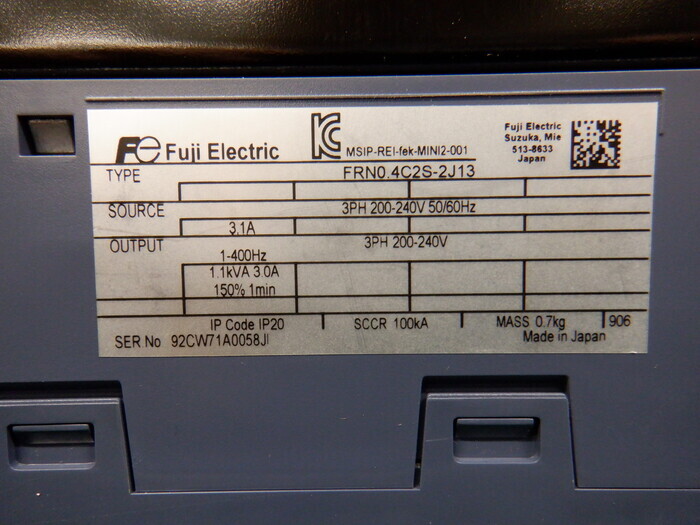 Fe Fuji Electric
MSIP-REI-fek-MINI2-001
Fuji Electric
Suzuka, Mie
513-8633
Japan
TYPE FRN0.4C2S-2J13
SOURCE 3PH 200-240V 50/60Hz
3.1A
OUTPUT 3PH 200-240V
1-400Hz
1.1kVA 3.0A
150% 1min
IP Code IP20 SCCR 100kA MASS 0.7kg 906
SER.No 92CW71A0058JI Made in Japan